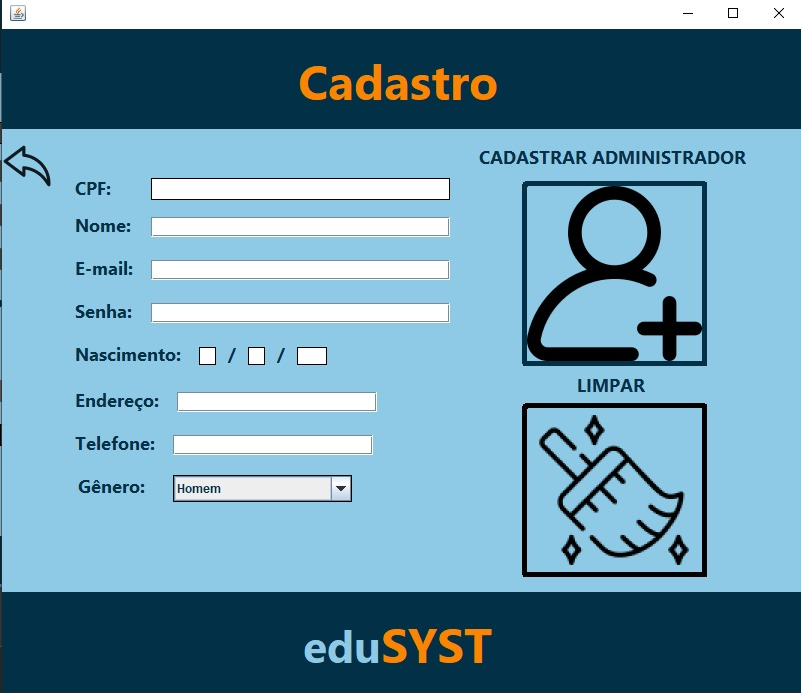 Cadastro
CADASTRAR ADMINISTRADOR
CPF:
Nome:
E-mail:
Senha:
Nascimento: / /
Endereço:
Telefone:
Gênero: Homem
LIMPAR
eduSYST